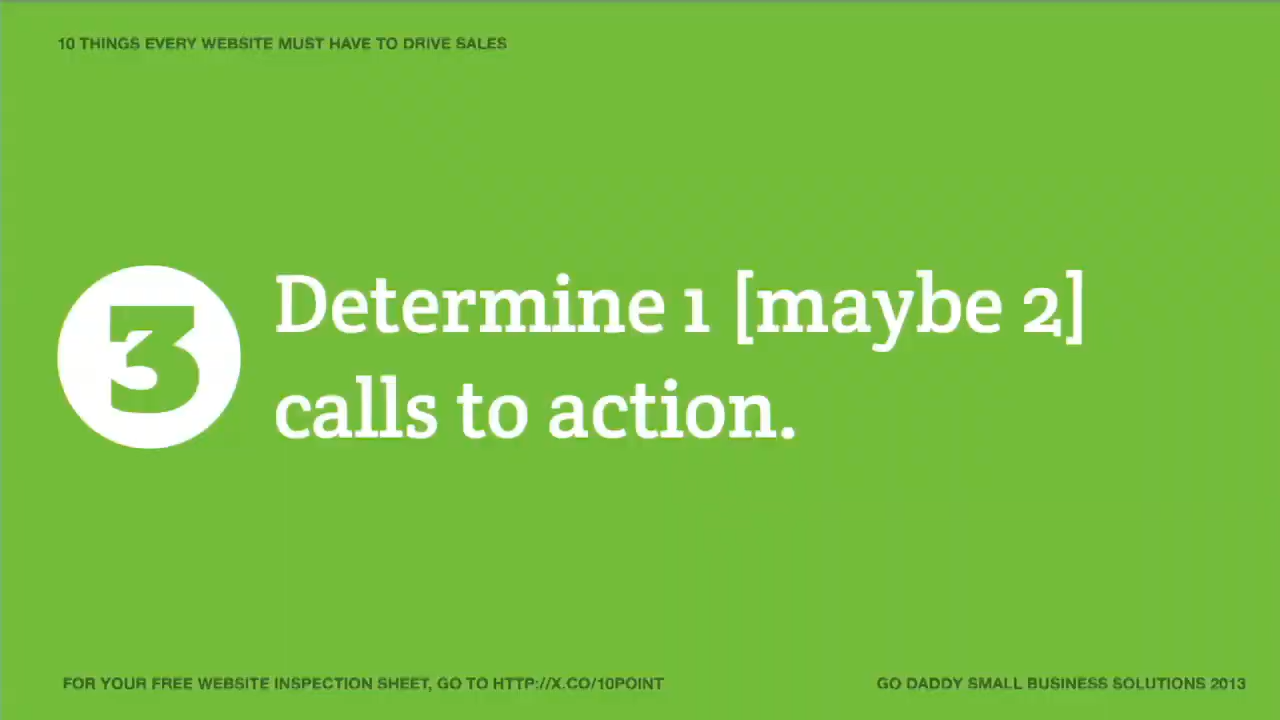 10 THINGS EVERY WEBSITE MUST HAVE TO DRIVE SALES
3
Determine 1 [maybe 2]
calls to action.
FOR YOUR FREE WEBSITE INSPECTION SHEET, GO TO HTTP://X.CO/10POINT
GO DADDY SMALL BUSINESS SOLUTIONS 2013